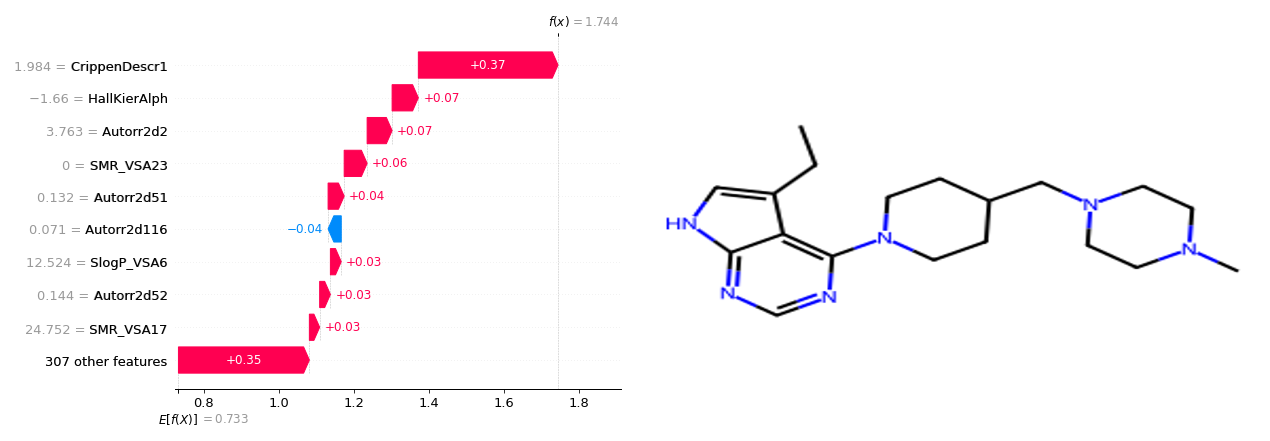 f(x) = 1.744
1.984 = CrippenDescr1
+0.37
−1.66 = HallKierAlph
+0.07
3.763 = Autorr2d2
+0.07
0 = SMR_VSA23
+0.06
0.132 = Autorr2d51
+0.04
0.071 = Autorr2d116
−0.04
12.524 = SlogP_VSA6
+0.03
0.144 = Autorr2d52
+0.03
24.752 = SMR_VSA17
+0.03
307 other features
+0.35
0.8 1.0 1.2 1.4 1.6 1.8
E[f(X)] = 0.733
HN
N
N
N
N
N